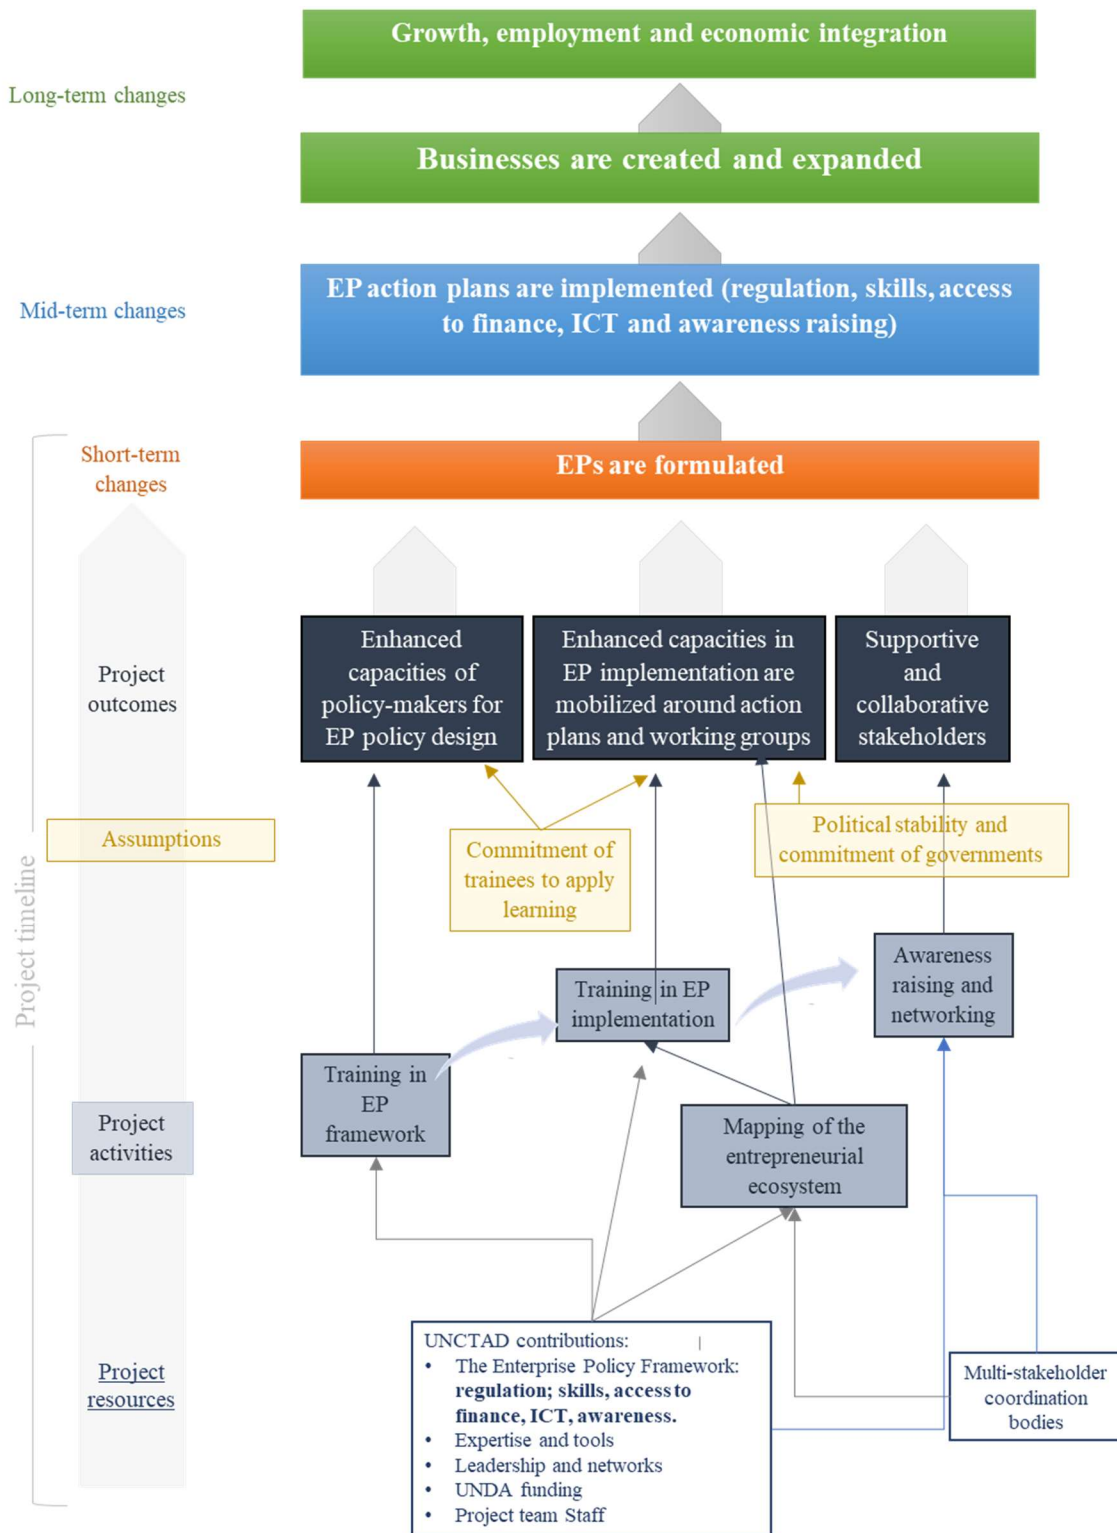 Growth, employment and economic integration
Long-term changes
Businesses are created and expanded
Mid-term changes
EP action plans are implemented (regulation, skills, access
to finance, ICT and awareness raising)
Short-term
changes
EPs are formulated
Project timeline
Project
outcomes
Enhanced
capacities of
policy-makers for
EP policy design
Enhanced capacities in
EP implementation are
mobilized around action
plans and working groups
Supportive
and
collaborative
stakeholders
Assumptions
Commitment of
trainees to apply
learning
Political stability and
commitment of governments
Project
activities
Training in
EP
framework
Training in EP
implementation
Mapping of the
entrepreneurial
ecosystem
Awareness
raising and
networking
Project
resources
UNCTAD contributions:
• The Enterprise Policy Framework:
regulation; skills, access to
finance, ICT, awareness.
• Expertise and tools
• Leadership and networks
• UNDA funding
• Project team Staff
Multi-stakeholder
coordination
bodies